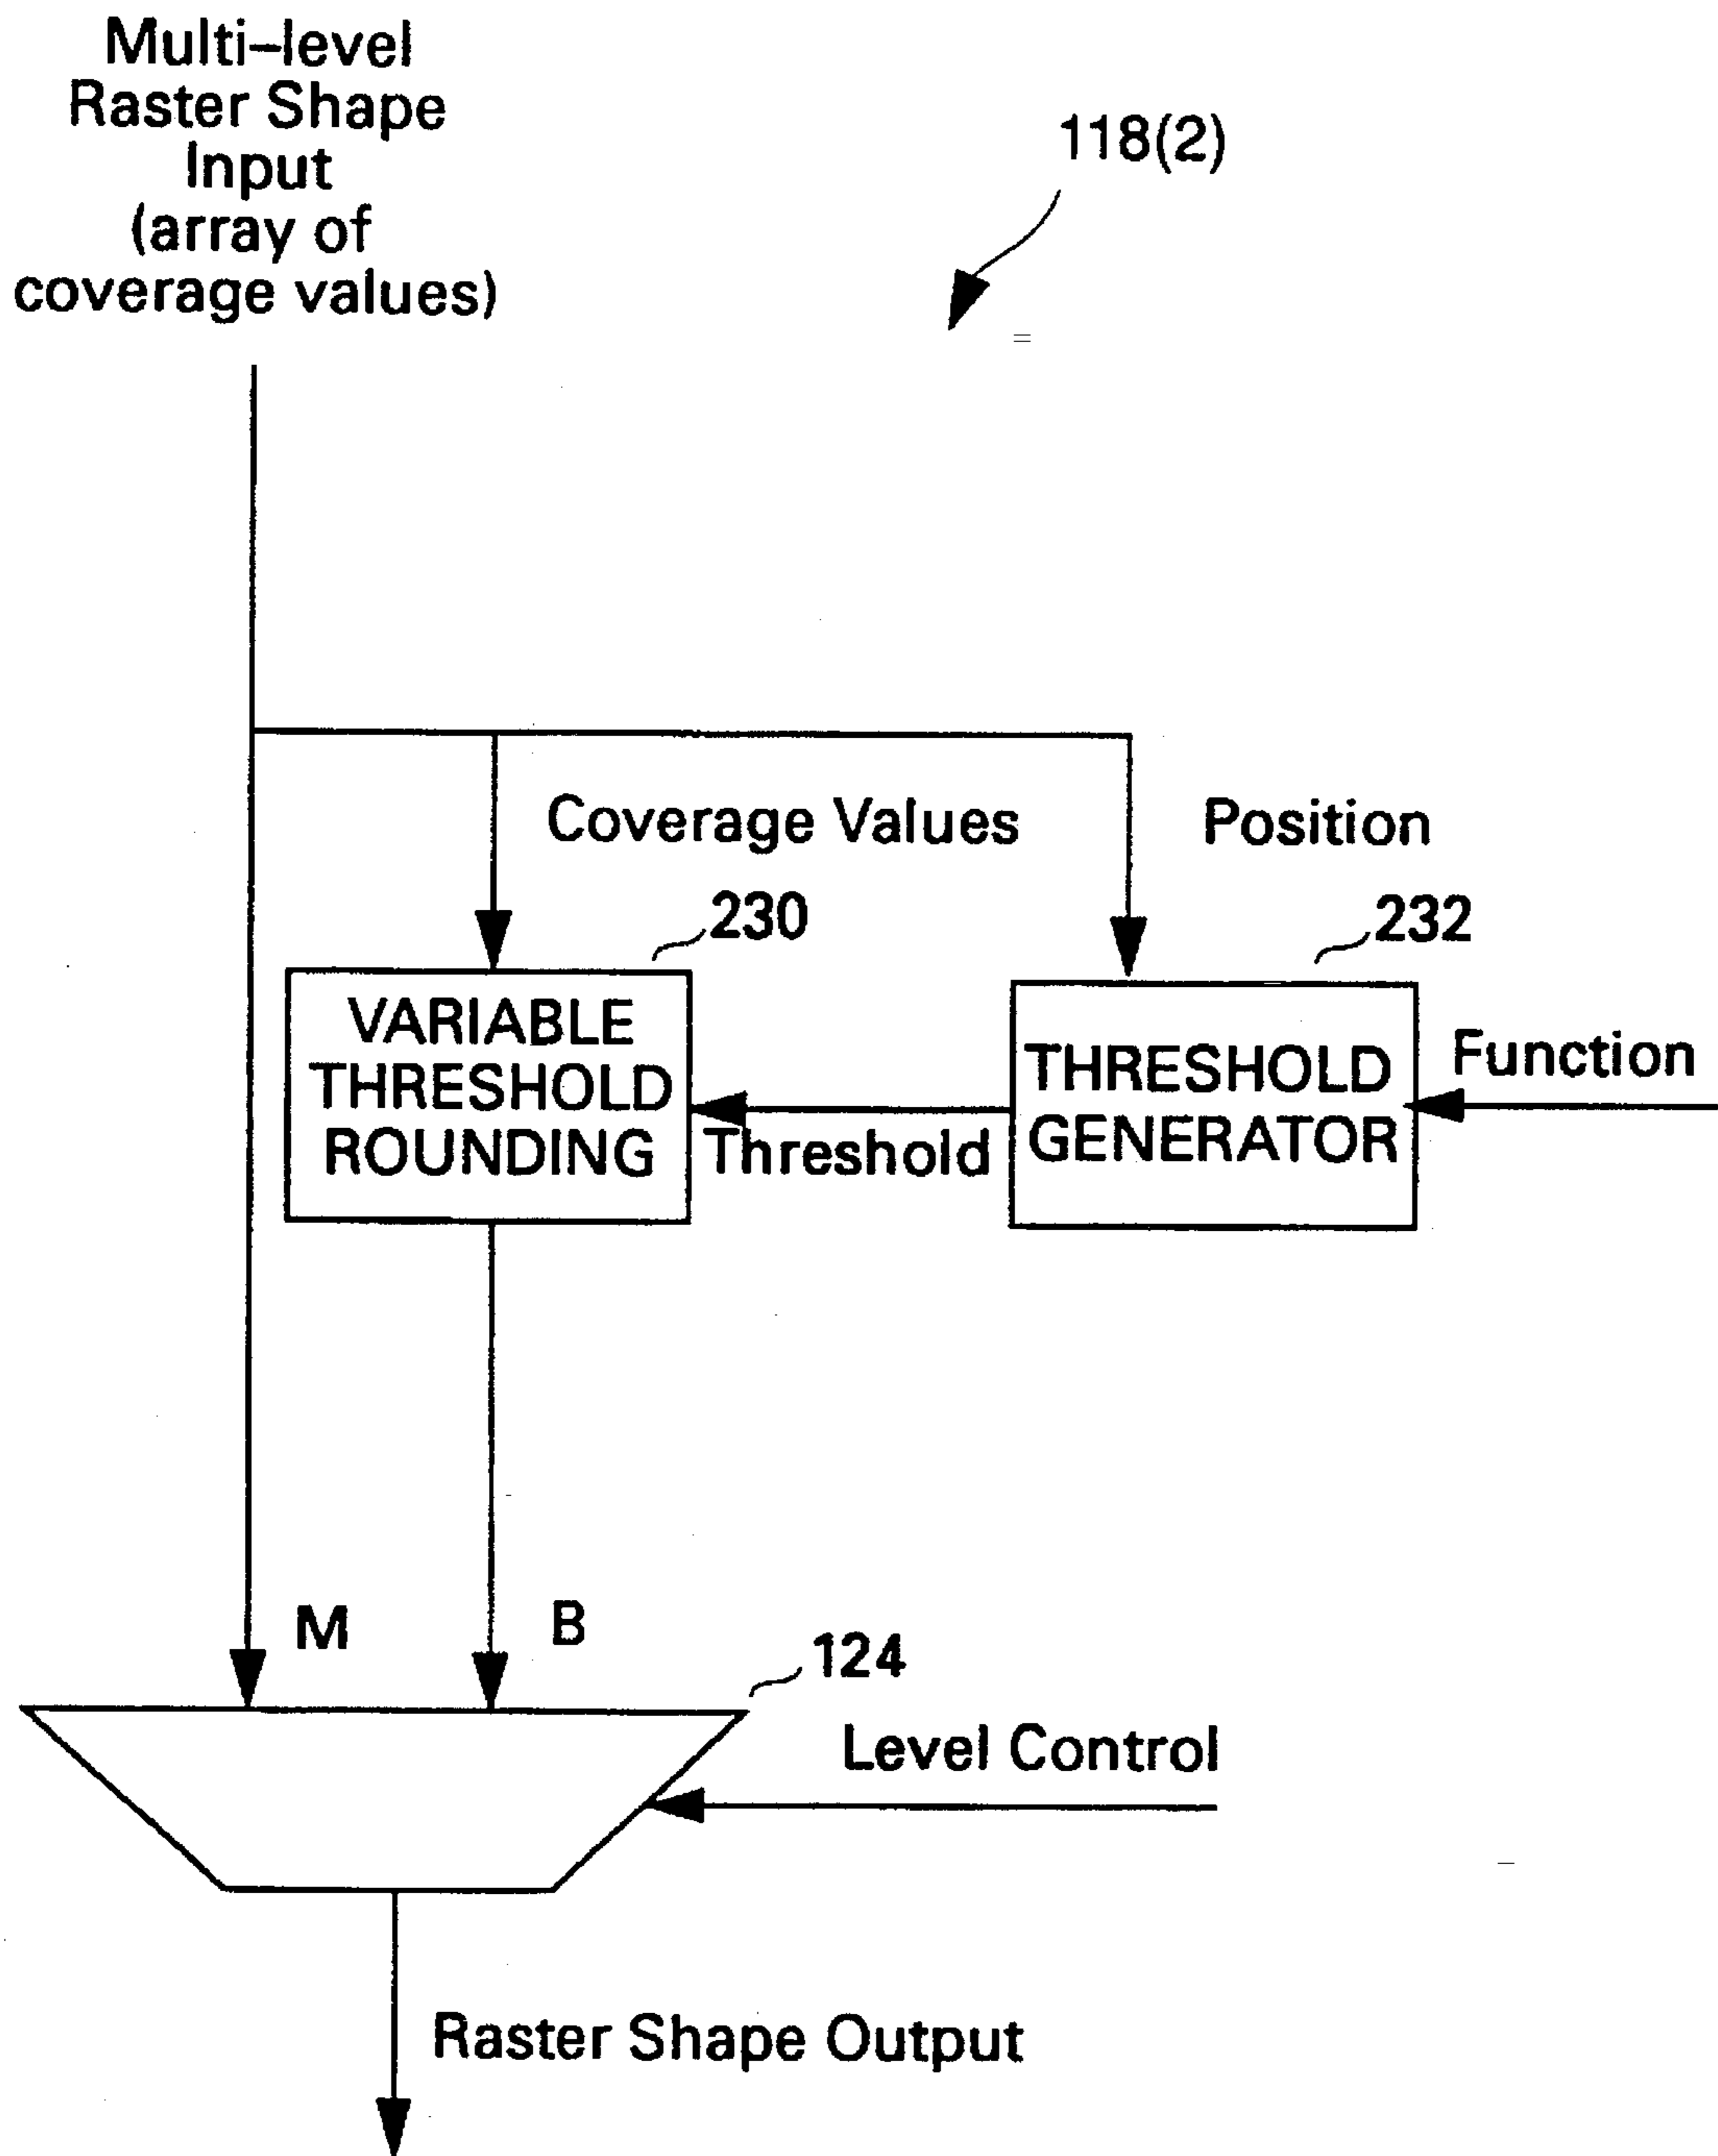 Multi–level
Raster Shape
Input
(array of
coverage values)
118(2)
Coverage Values
Position
230
232
VARIABLE
THRESHOLD
ROUNDING
Threshold
THRESHOLD
GENERATOR
Function
M
B
124
Level Control
Raster Shape Output